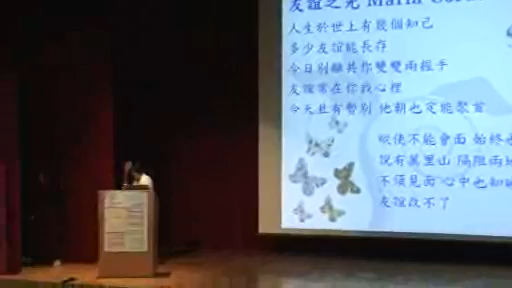 友誼之光 Maria
人生於世上有幾個知己
多少友誼能長存
今日別離共你雙雙兩握手
友誼常在你我心裡
今天且有暫別 他朝也定能聚首
縱使不能會面 始終
說有萬里山 隔阻兩地
不須見面 心中也知
友誼改不了